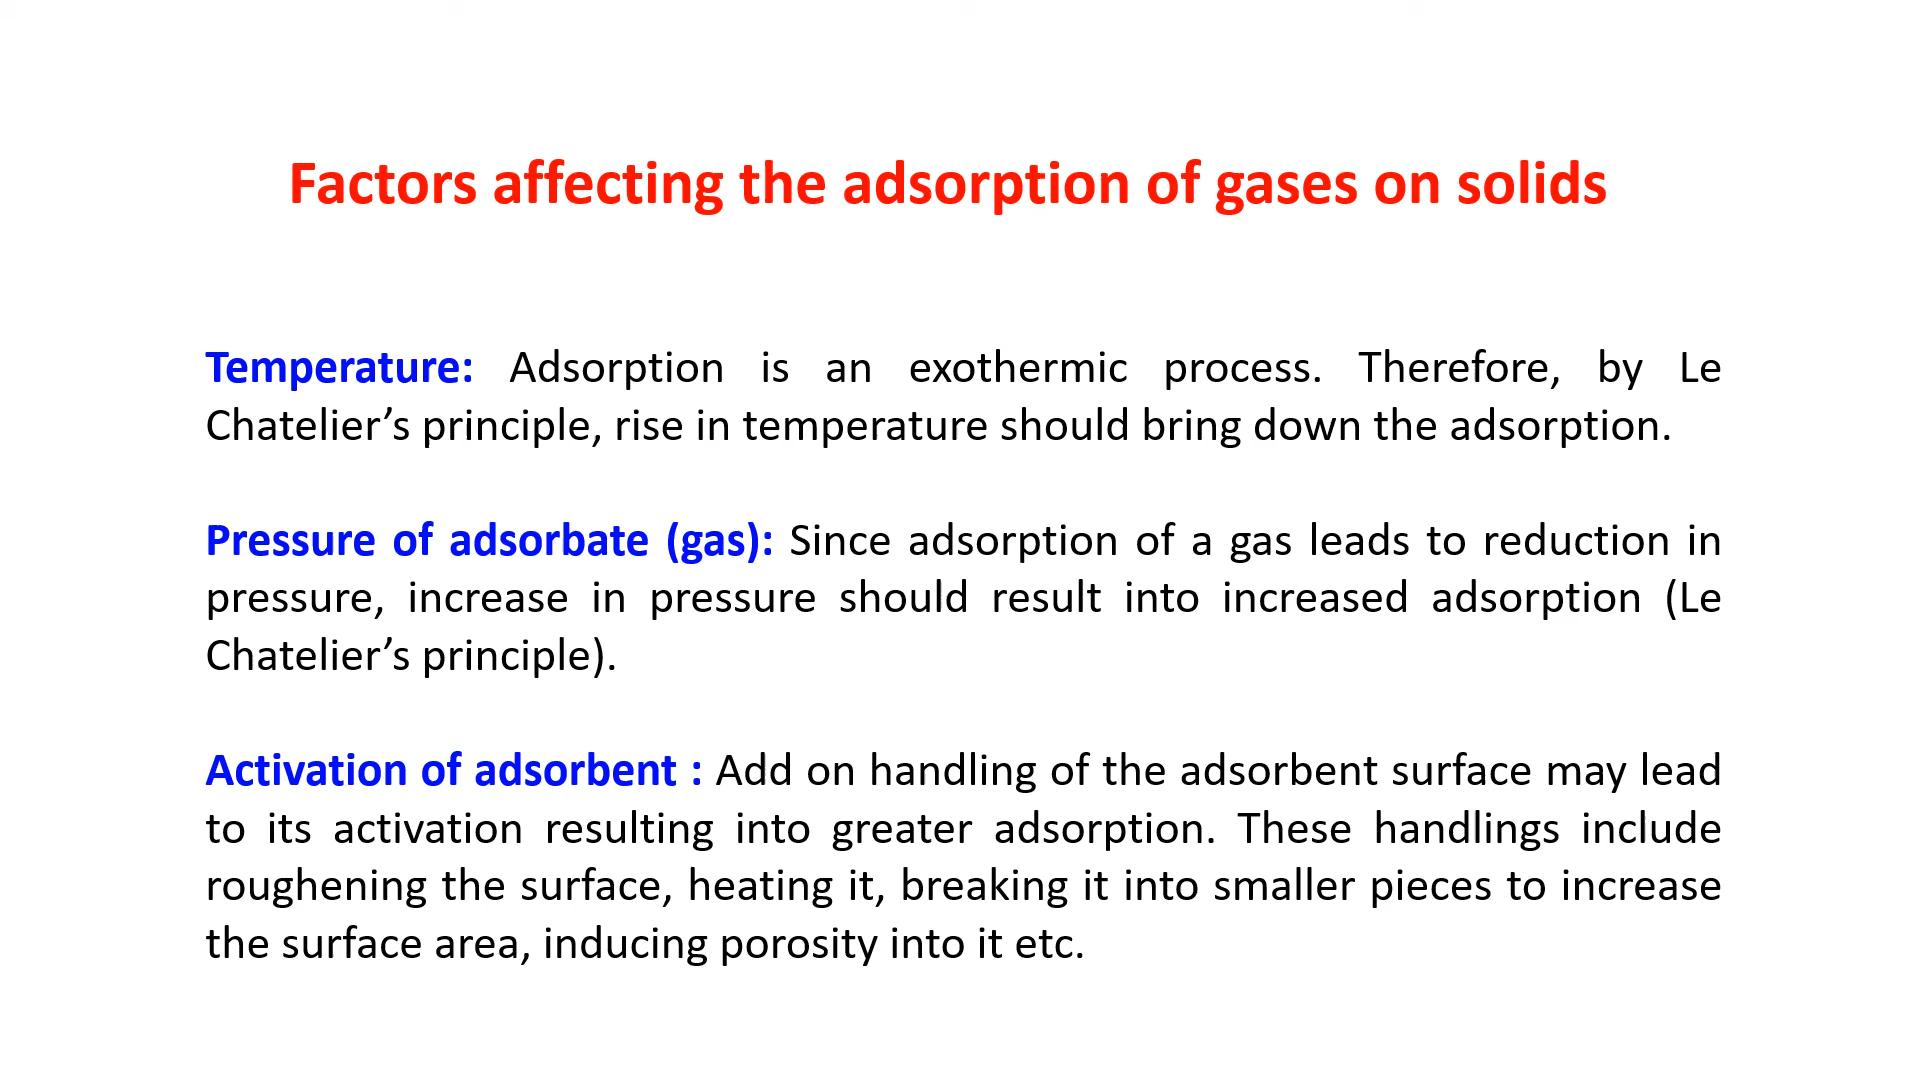 Factors affecting the adsorption of gases on solids
Temperature: Adsorption is an exothermic process. Therefore, by Le
Chatelier’s principle, rise in temperature should bring down the adsorption.
Pressure of adsorbate (gas): Since adsorption of a gas leads to reduction in
pressure, increase in pressure should result into increased adsorption (Le
Chatelier’s principle).
Activation of adsorbent : Add on handling of the adsorbent surface may lead
to its activation resulting into greater adsorption. These handlings include
roughening the surface, heating it, breaking it into smaller pieces to increase
the surface area, inducing porosity into it etc.